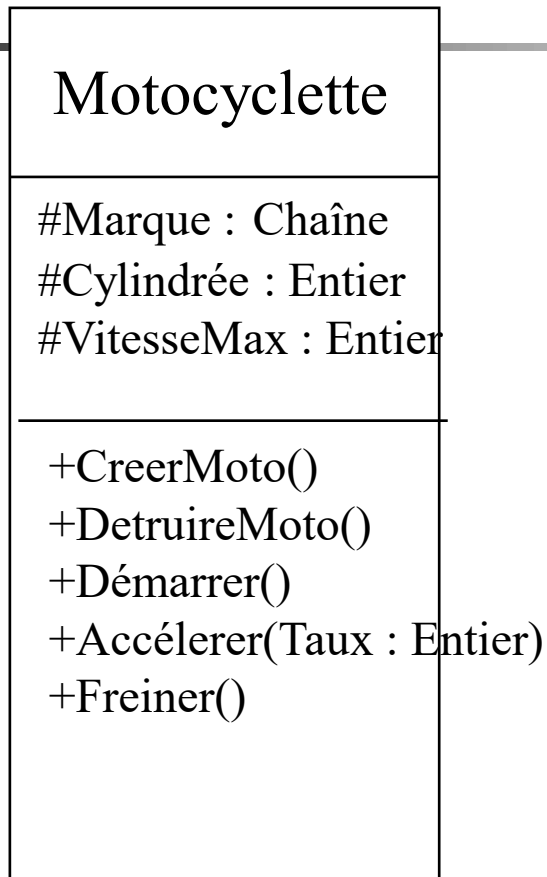 Motocyclette
#Marque : Chaîne
#Cylindrée : Entier
#VitesseMax : Entier
+CreerMoto()
+DetruireMoto()
+Démarrer()
+Accélerer(Taux : Entier)
+Freiner()